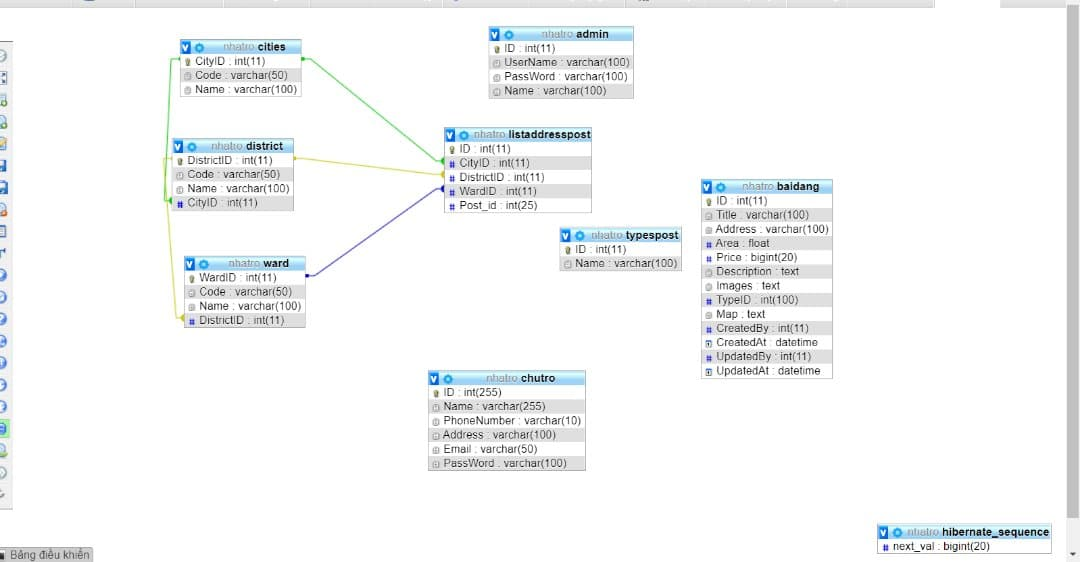 nhatro cities
CityID : int(11)
Code : varchar(50)
Name : varchar(100)
nhatro admin
ID : int(11)
UserName : varchar(100)
PassWord : varchar(100)
Name : varchar(100)
nhatro district
DistrictID : int(11)
Code : varchar(50)
Name : varchar(100)
CityID : int(11)
nhatro listaddresspost
ID : int(11)
CityID : int(11)
DistrictID : int(11)
WardID : int(11)
Post_id : int(25)
nhatro baidang
ID : int(11)
Title : varchar(100)
Address : varchar(100)
Area : float
Price : bigint(20)
Description : text
Images : text
TypeID : int(100)
Map : text
CreatedBy : int(11)
CreatedAt : datetime
UpdatedBy : int(11)
UpdatedAt : datetime
nhatro typespost
ID : int(11)
Name : varchar(100)
nhatro ward
WardID : int(11)
Code : varchar(50)
Name : varchar(100)
DistrictID : int(11)
nhatro chutro
ID : int(255)
Name : varchar(255)
PhoneNumber : varchar(10)
Address : varchar(100)
Email : varchar(50)
PassWord : varchar(100)
nhatro hibernate_sequence
next_val : bigint(20)
Bảng điều khiển